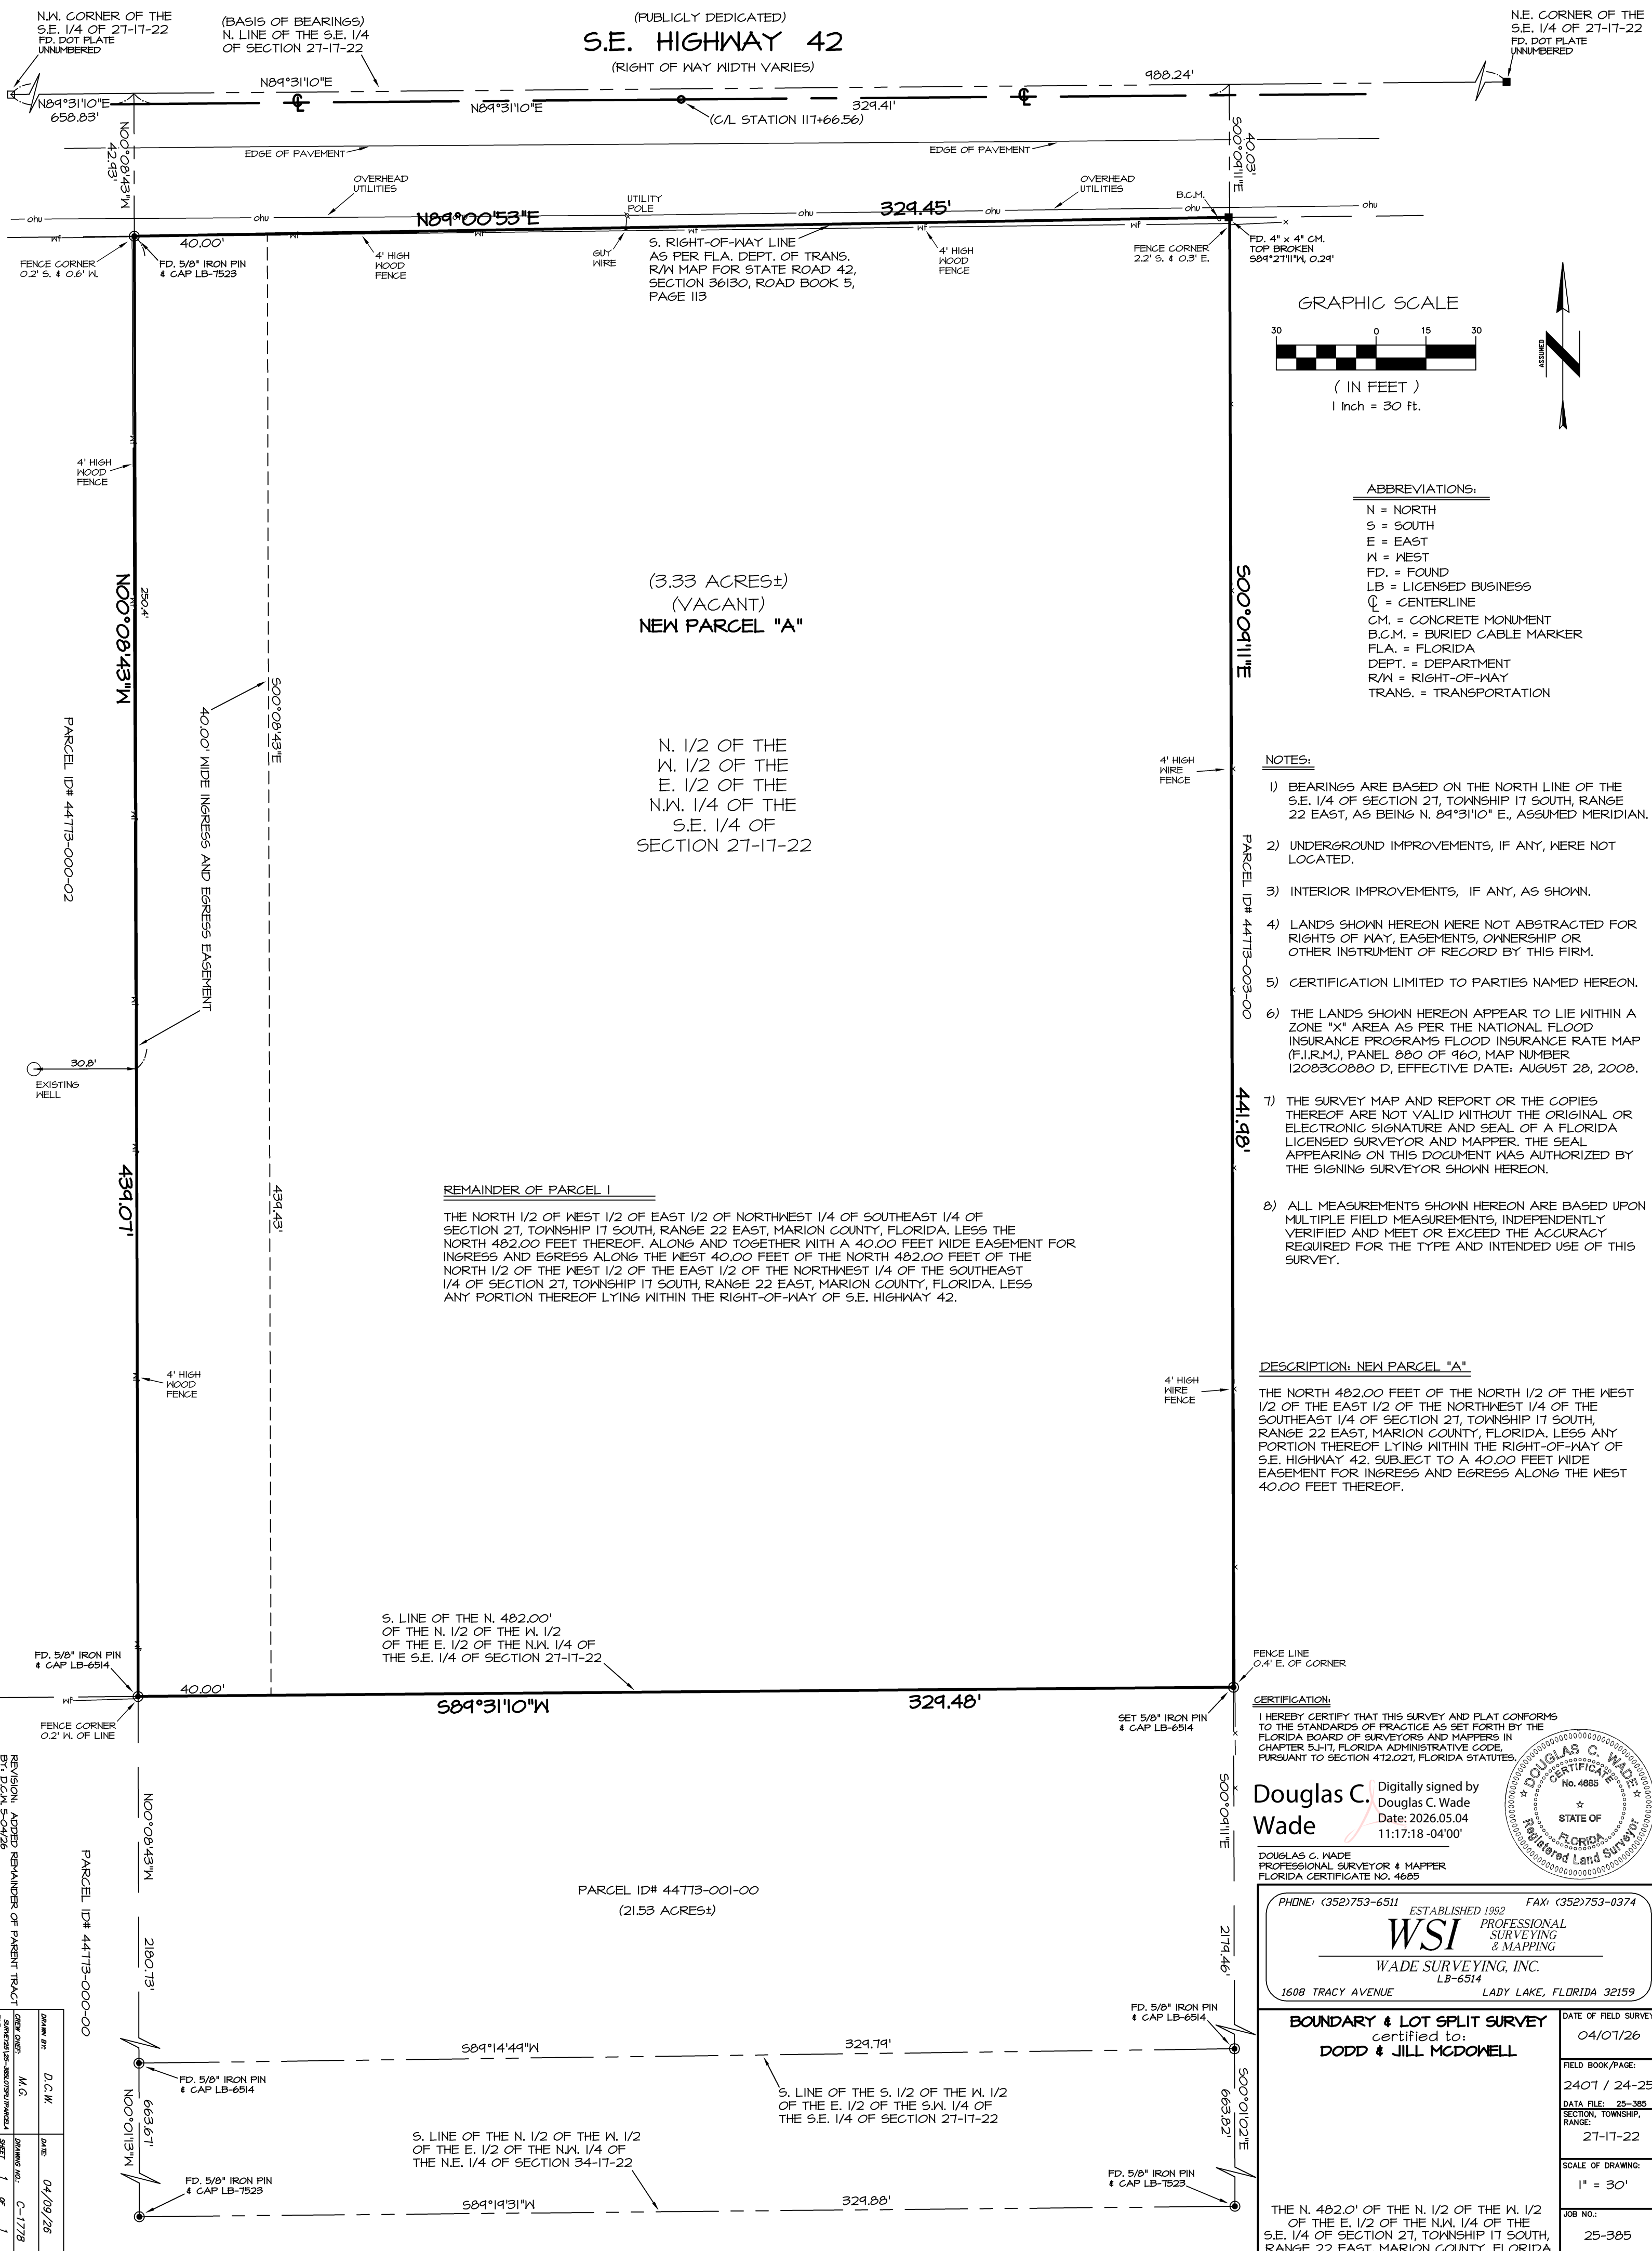 N.W. CORNER OF THE
S.E. 1/4 OF 27-17-22
FD. DOT PLATE
UNNUMBERED
(BASIS OF BEARINGS)
N. LINE OF THE S.E. 1/4
OF SECTION 27-17-22
(PUBLICLY DEDICATED)
S.E. HIGHWAY 42
(RIGHT OF WAY WIDTH VARIES)
N.E. CORNER OF THE
S.E. 1/4 OF 27-17-22
FD. DOT PLATE
UNNUMBERED
N89°31'10"E
988.24'
N89°31'10"E
658.83'
N89°31'10"E
329.41'
(C/L STATION 117+66.56)
N00°08'43"W
42.93'
S00°09'11"E
40.03'
EDGE OF PAVEMENT
EDGE OF PAVEMENT
OVERHEAD
UTILITIES
UTILITY
POLE
OVERHEAD
UTILITIES
B.C.M.
ohu
ohu
ohu
ohu
ohu
ohu
ohu
N89°00'53"E
329.45'
wf
wf
wf
wf
wf
wf
40.00'
FENCE CORNER
0.2' S. & 0.6' W.
FD. 5/8" IRON PIN
& CAP LB-7523
4' HIGH
WOOD
FENCE
GUY
WIRE
S. RIGHT-OF-WAY LINE
AS PER FLA. DEPT. OF TRANS.
R/W MAP FOR STATE ROAD 42,
SECTION 36130, ROAD BOOK 5,
PAGE 113
4' HIGH
WOOD
FENCE
FENCE CORNER
2.2' S. & 0.3' E.
FD. 4" x 4" CM.
TOP BROKEN
S89°27'11"W, 0.29'
GRAPHIC SCALE
30 0 15 30
( IN FEET )
1 inch = 30 ft.
ASSUMED
N
4' HIGH
WOOD
FENCE
ABBREVIATIONS:
N = NORTH
S = SOUTH
E = EAST
W = WEST
FD. = FOUND
LB = LICENSED BUSINESS
℄ = CENTERLINE
CM. = CONCRETE MONUMENT
B.C.M. = BURIED CABLE MARKER
FLA. = FLORIDA
DEPT. = DEPARTMENT
R/W = RIGHT-OF-WAY
TRANS. = TRANSPORTATION
(3.33 ACRES±)
(VACANT)
NEW PARCEL "A"
N00°08'43"W
250.4'
S00°08'43"E
S00°09'11"E
PARCEL ID# 44773-000-02
40.00' WIDE INGRESS AND EGRESS EASEMENT
N. 1/2 OF THE
W. 1/2 OF THE
E. 1/2 OF THE
N.W. 1/4 OF THE
S.E. 1/4 OF
SECTION 27-17-22
4' HIGH
WIRE
FENCE
PARCEL ID# 44773-003-00
NOTES:
1) BEARINGS ARE BASED ON THE NORTH LINE OF THE
S.E. 1/4 OF SECTION 27, TOWNSHIP 17 SOUTH, RANGE
22 EAST, AS BEING N. 89°31'10" E., ASSUMED MERIDIAN.
2) UNDERGROUND IMPROVEMENTS, IF ANY, WERE NOT
LOCATED.
3) INTERIOR IMPROVEMENTS, IF ANY, AS SHOWN.
4) LANDS SHOWN HEREON WERE NOT ABSTRACTED FOR
RIGHTS OF WAY, EASEMENTS, OWNERSHIP OR
OTHER INSTRUMENT OF RECORD BY THIS FIRM.
5) CERTIFICATION LIMITED TO PARTIES NAMED HEREON.
6) THE LANDS SHOWN HEREON APPEAR TO LIE WITHIN A
ZONE "X" AREA AS PER THE NATIONAL FLOOD
INSURANCE PROGRAMS FLOOD INSURANCE RATE MAP
(F.I.R.M.), PANEL 880 OF 960, MAP NUMBER
12083C0880 D, EFFECTIVE DATE: AUGUST 28, 2008.
7) THE SURVEY MAP AND REPORT OR THE COPIES
THEREOF ARE NOT VALID WITHOUT THE ORIGINAL OR
ELECTRONIC SIGNATURE AND SEAL OF A FLORIDA
LICENSED SURVEYOR AND MAPPER. THE SEAL
APPEARING ON THIS DOCUMENT WAS AUTHORIZED BY
THE SIGNING SURVEYOR SHOWN HEREON.
8) ALL MEASUREMENTS SHOWN HEREON ARE BASED UPON
MULTIPLE FIELD MEASUREMENTS, INDEPENDENTLY
VERIFIED AND MEET OR EXCEED THE ACCURACY
REQUIRED FOR THE TYPE AND INTENDED USE OF THIS
SURVEY.
30.8'
EXISTING
WELL
439.07'
439.43'
441.98'
REMAINDER OF PARCEL 1
THE NORTH 1/2 OF WEST 1/2 OF EAST 1/2 OF NORTHWEST 1/4 OF SOUTHEAST 1/4 OF
SECTION 27, TOWNSHIP 17 SOUTH, RANGE 22 EAST, MARION COUNTY, FLORIDA. LESS THE
NORTH 482.00 FEET THEREOF. ALONG AND TOGETHER WITH A 40.00 FEET WIDE EASEMENT FOR
INGRESS AND EGRESS ALONG THE WEST 40.00 FEET OF THE NORTH 482.00 FEET OF THE
NORTH 1/2 OF THE WEST 1/2 OF THE EAST 1/2 OF THE NORTHWEST 1/4 OF THE SOUTHEAST
1/4 OF SECTION 27, TOWNSHIP 17 SOUTH, RANGE 22 EAST, MARION COUNTY, FLORIDA. LESS
ANY PORTION THEREOF LYING WITHIN THE RIGHT-OF-WAY OF S.E. HIGHWAY 42.
4' HIGH
WOOD
FENCE
4' HIGH
WIRE
FENCE
DESCRIPTION: NEW PARCEL "A"
THE NORTH 482.00 FEET OF THE NORTH 1/2 OF THE WEST
1/2 OF THE EAST 1/2 OF THE NORTHWEST 1/4 OF THE
SOUTHEAST 1/4 OF SECTION 27, TOWNSHIP 17 SOUTH,
RANGE 22 EAST, MARION COUNTY, FLORIDA. LESS ANY
PORTION THEREOF LYING WITHIN THE RIGHT-OF-WAY OF
S.E. HIGHWAY 42. SUBJECT TO A 40.00 FEET WIDE
EASEMENT FOR INGRESS AND EGRESS ALONG THE WEST
40.00 FEET THEREOF.
S. LINE OF THE N. 482.00'
OF THE N. 1/2 OF THE W. 1/2
OF THE E. 1/2 OF THE N.W. 1/4 OF
THE S.E. 1/4 OF SECTION 27-17-22
FD. 5/8" IRON PIN
& CAP LB-6514
40.00'
wf
S89°31'10"W
329.48'
FENCE CORNER
0.2' W. OF LINE
FENCE LINE
0.4' E. OF CORNER
SET 5/8" IRON PIN
& CAP LB-6514
CERTIFICATION:
I HEREBY CERTIFY THAT THIS SURVEY AND PLAT CONFORMS
TO THE STANDARDS OF PRACTICE AS SET FORTH BY THE
FLORIDA BOARD OF SURVEYORS AND MAPPERS IN
CHAPTER 5J-17, FLORIDA ADMINISTRATIVE CODE,
PURSUANT TO SECTION 472.027, FLORIDA STATUTES.
Douglas C.
Wade
Digitally signed by
Douglas C. Wade
Date: 2026.05.04
11:17:18 -04'00'
DOUGLAS C. WADE
CERTIFICATE
No. 4685
STATE OF
FLORIDA
Registered Land Surveyor
DOUGLAS C. WADE
PROFESSIONAL SURVEYOR & MAPPER
FLORIDA CERTIFICATE NO. 4685
N00°08'43"W
2180.73'
S00°09'11"E
2179.46'
PARCEL ID# 44773-000-00
PARCEL ID# 44773-001-00
(21.53 ACRES±)
REVISION: ADDED REMAINDER OF PARENT TRACT
BY: D.C.W. 5-04/26
PHONE: (352)753-6511
FAX: (352)753-0374
ESTABLISHED 1992
WSI
PROFESSIONAL
SURVEYING
& MAPPING
WADE SURVEYING, INC.
LB-6514
1608 TRACY AVENUE
LADY LAKE, FLORIDA 32159
S89°14'49"W
329.79'
FD. 5/8" IRON PIN
& CAP LB-6514
FD. 5/8" IRON PIN
& CAP LB-6514
S. LINE OF THE S. 1/2 OF THE W. 1/2
OF THE E. 1/2 OF THE S.W. 1/4 OF
THE S.E. 1/4 OF SECTION 27-17-22
N00°01'13"W
663.67'
S00°01'02"E
663.82'
S. LINE OF THE N. 1/2 OF THE W. 1/2
OF THE E. 1/2 OF THE N.W. 1/4 OF
THE N.E. 1/4 OF SECTION 34-17-22
FD. 5/8" IRON PIN
& CAP LB-7523
S89°19'31"W
329.88'
FD. 5/8" IRON PIN
& CAP LB-7523
DRAWN BY:
D.C.W.
DATE:
04/09/26
CREW CHIEF:
M.G.
DRAWING NO.:
C-1778
SHEET 1 OF 1
BOUNDARY & LOT SPLIT SURVEY
certified to:
DODD & JILL MCDOWELL
DATE OF FIELD SURVEY
04/07/26
FIELD BOOK/PAGE:
2407 / 24-25
DATA FILE: 25-385
SECTION, TOWNSHIP,
RANGE:
27-17-22
SCALE OF DRAWING:
1" = 30'
JOB NO.:
25-385
THE N. 482.0' OF THE N. 1/2 OF THE W. 1/2
OF THE E. 1/2 OF THE N.W. 1/4 OF THE
S.E. 1/4 OF SECTION 27, TOWNSHIP 17 SOUTH,
RANGE 22 EAST, MARION COUNTY, FLORIDA